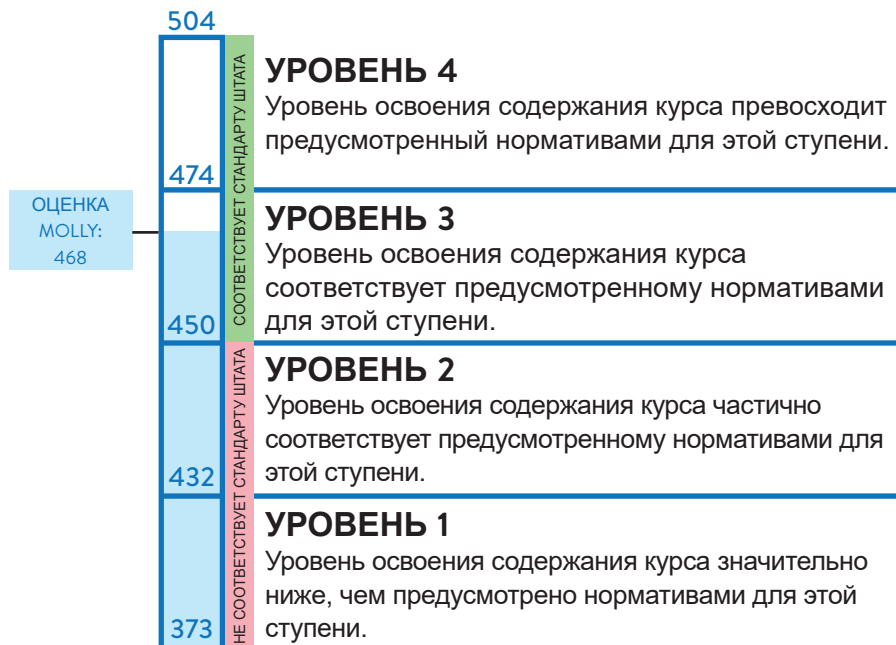 504
УРОВЕНЬ 4
Уровень освоения содержания курса превосходит
предусмотренный нормативами для этой ступени.
474
ОЦЕНКА
MOLLY:
468
УРОВЕНЬ 3
Уровень освоения содержания курса
соответствует предусмотренному нормативами
для этой ступени.
450
СООТВЕТСТВУЕТ СТАНДАРТУ ШТАТА
УРОВЕНЬ 2
Уровень освоения содержания курса частично
соответствует предусмотренному нормативами для
этой ступени.
432
УРОВЕНЬ 1
Уровень освоения содержания курса значительно
ниже, чем предусмотрено нормативами для этой
ступени.
373
НЕ СООТВЕТСТВУЕТ СТАНДАРТУ ШТАТА